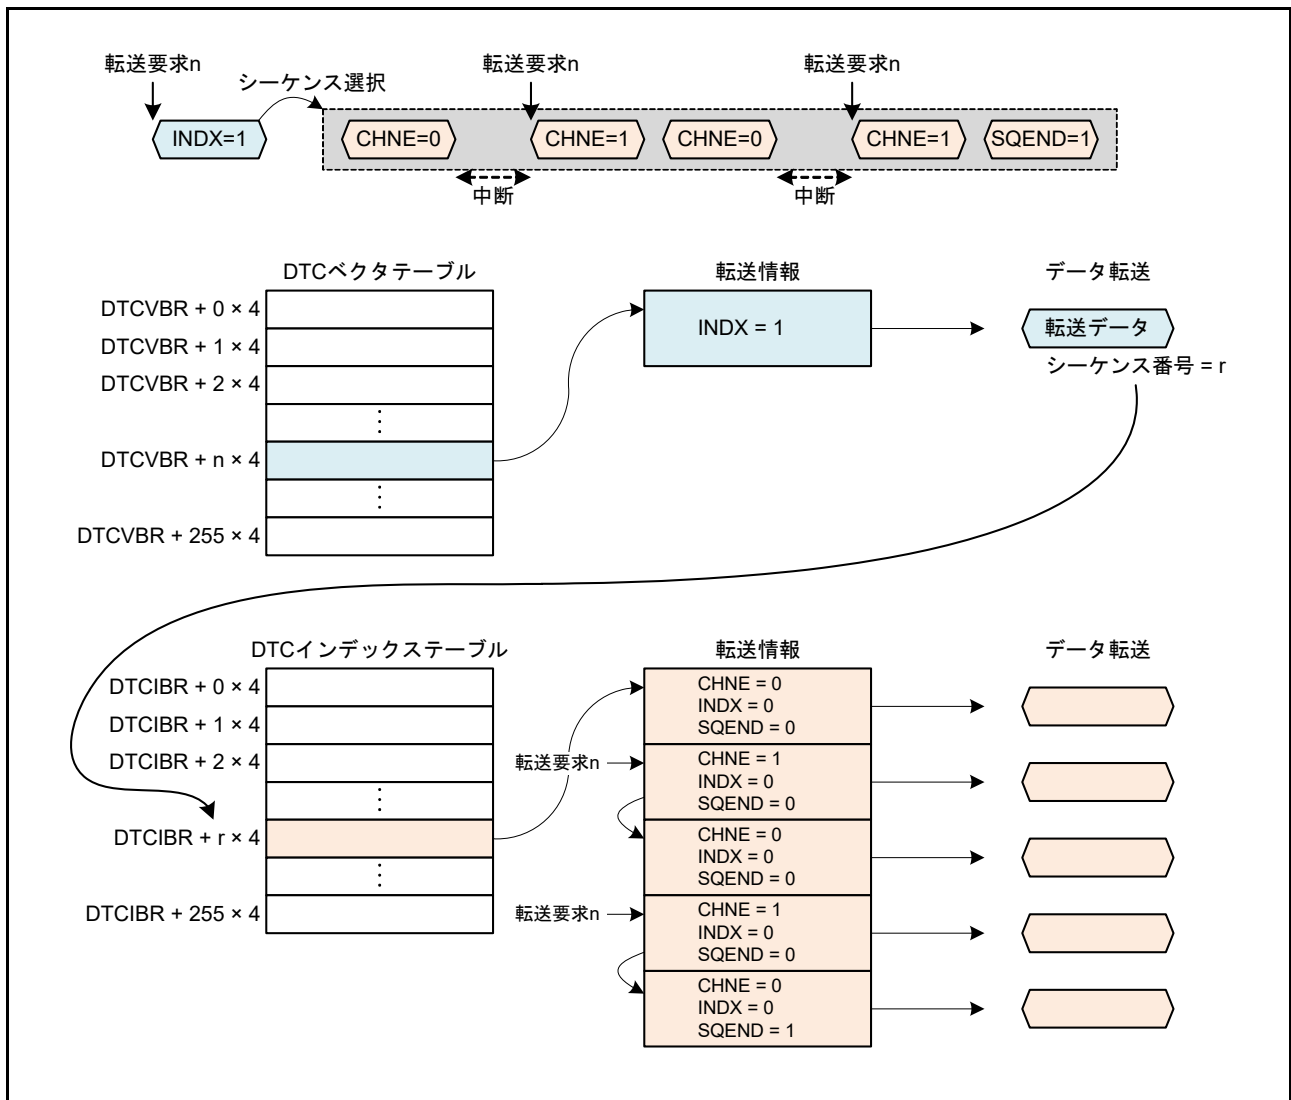 転送要求n 転送要求n 転送要求n
シーケンス選択
INDX=1 CHNE=0 CHNE=1 CHNE=0 CHNE=1 SQEND=1
中断 中断
DTCベクタテーブル 転送情報 データ転送
DTCVBR + 0 × 4
DTCVBR + 1 × 4
DTCVBR + 2 × 4
⋮
DTCVBR + n × 4
⋮
DTCVBR + 255 × 4
INDX = 1
転送データ
シーケンス番号 = r
DTCインデックステーブル 転送情報 データ転送
DTCIBR + 0 × 4
DTCIBR + 1 × 4
DTCIBR + 2 × 4
⋮
DTCIBR + r × 4
⋮
DTCIBR + 255 × 4
CHNE = 0
INDX = 0
SQEND = 0
転送要求n
CHNE = 1
INDX = 0
SQEND = 0
CHNE = 0
INDX = 0
SQEND = 0
転送要求n
CHNE = 1
INDX = 0
SQEND = 0
CHNE = 0
INDX = 0
SQEND = 1